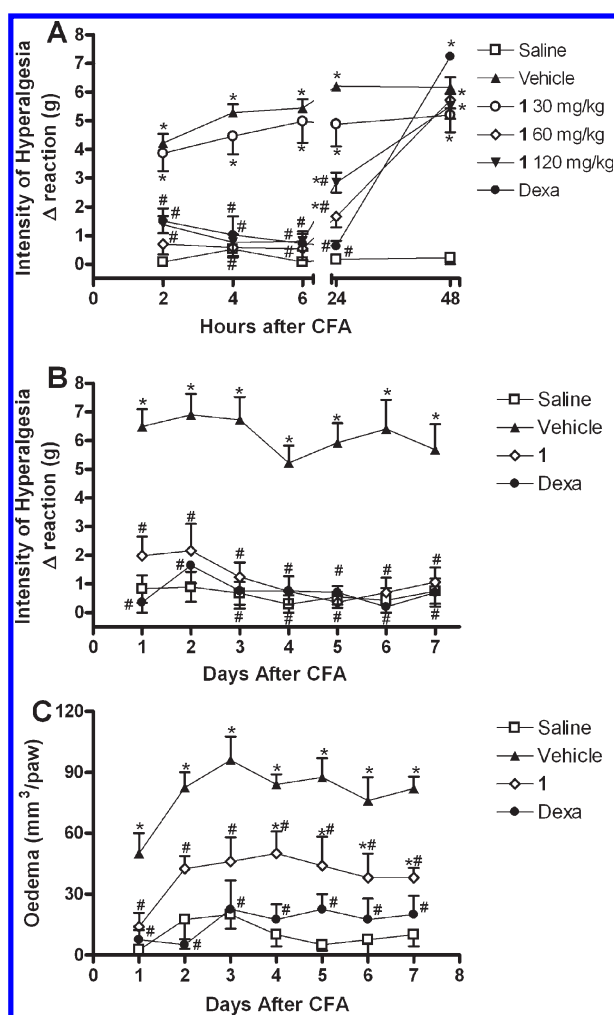 A
Intensity of Hyperalgesia
Δ reaction (g)
8
7
6
5
4
3
2
1
0
0 2 4 6 24 48
Hours after CFA
Saline
Vehicle
1 30 mg/kg
1 60 mg/kg
1 120 mg/kg
Dexa
B
Intensity of Hyperalgesia
Δ reaction (g)
8
7
6
5
4
3
2
1
0
0 1 2 3 4 5 6 7
Days After CFA
Saline
Vehicle
1
Dexa
C
Oedema (mm³/paw)
120
90
60
30
0
0 1 2 3 4 5 6 7 8
Days After CFA
Saline
Vehicle
1
Dexa